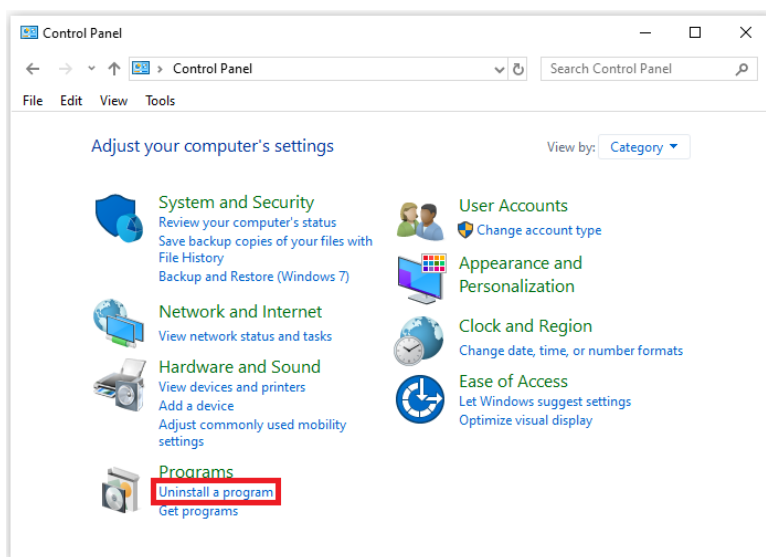 Control Panel
Control Panel
Search Control Panel
File Edit View Tools
Adjust your computer's settings
View by: Category
System and Security
Review your computer's status
Save backup copies of your files with
File History
Backup and Restore (Windows 7)
Network and Internet
View network status and tasks
Hardware and Sound
View devices and printers
Add a device
Adjust commonly used mobility
settings
Programs
Uninstall a program
Get programs
User Accounts
Change account type
Appearance and
Personalization
Clock and Region
Change date, time, or number formats
Ease of Access
Let Windows suggest settings
Optimize visual display